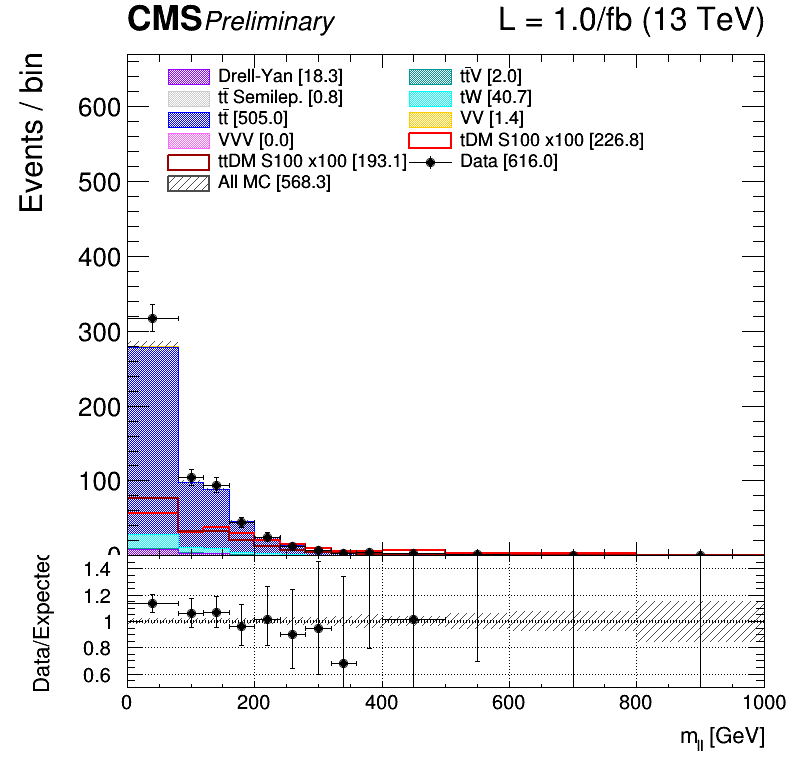 CMS Preliminary L = 1.0/fb (13 TeV)
Events / bin
600
500
400
300
200
100
0
Drell-Yan [18.3]
tt̄ Semilep. [0.8]
tt̄ [505.0]
VVV [0.0]
ttDM S100 x100 [193.1]
All MC [568.3]
tt̄V [2.0]
tW [40.7]
VV [1.4]
tDM S100 x100 [226.8]
Data [616.0]
Data/Expected
1.4
1.2
1
0.8
0.6
0 200 400 600 800 1000
m_ll [GeV]